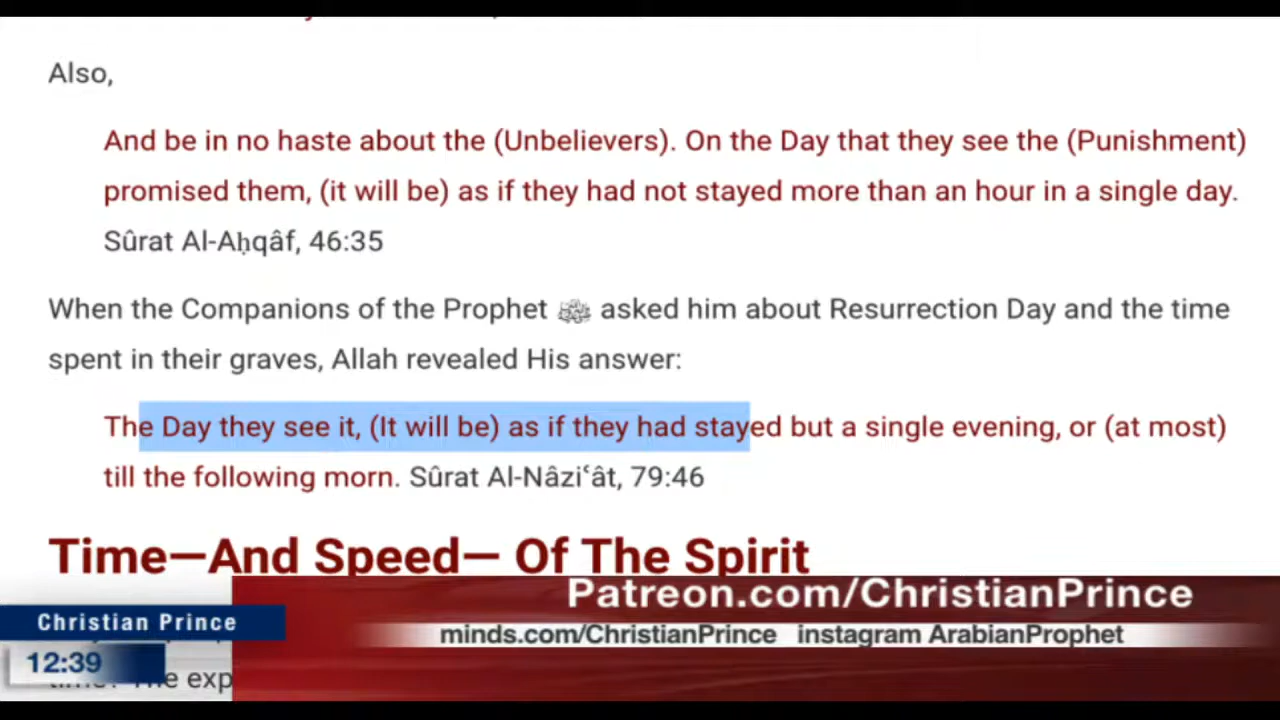 Also,
And be in no haste about the (Unbelievers). On the Day that they see the (Punishment)
promised them, (it will be) as if they had not stayed more than an hour in a single day.
Sûrat Al-Aḥqâf, 46:35
When the Companions of the Prophet ﷺ asked him about Resurrection Day and the time
spent in their graves, Allah revealed His answer:
The Day they see it, (It will be) as if they had stayed but a single evening, or (at most)
till the following morn. Sûrat Al-Nâziʿât, 79:46
Time—And Speed— Of The Spirit
Patreon.com/ChristianPrince
Christian Prince
minds.com/ChristianPrince instagram ArabianProphet
12:39